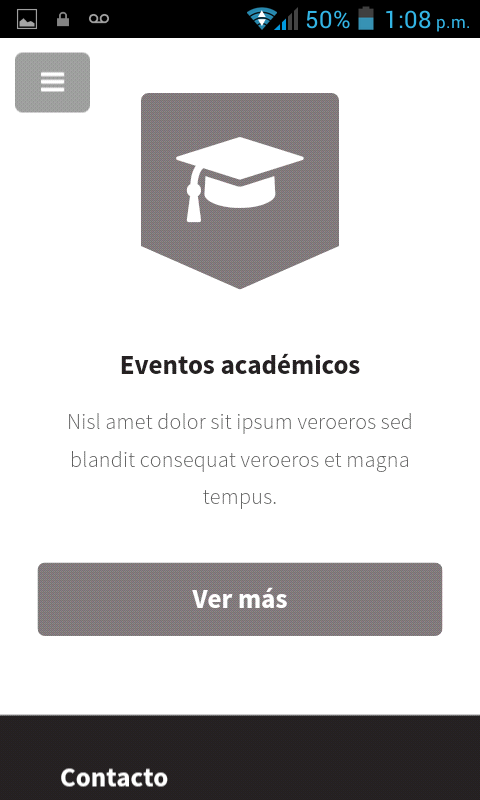 50% 1:08 p.m.
Eventos académicos
Nisl amet dolor sit ipsum veroeros sed
blandit consequat veroeros et magna
tempus.
Ver más
Contacto